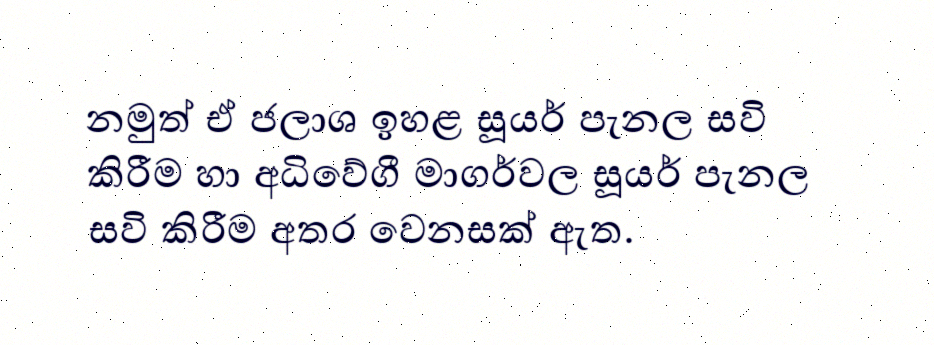 නමුත් ඒ ජලාශ ඉහළ සූයර් පැනල සවි
කිරීම හා අධිවේගී මාගර්වල සූයර් පැනල
සවි කිරීම අතර වෙනසක් ඇත.